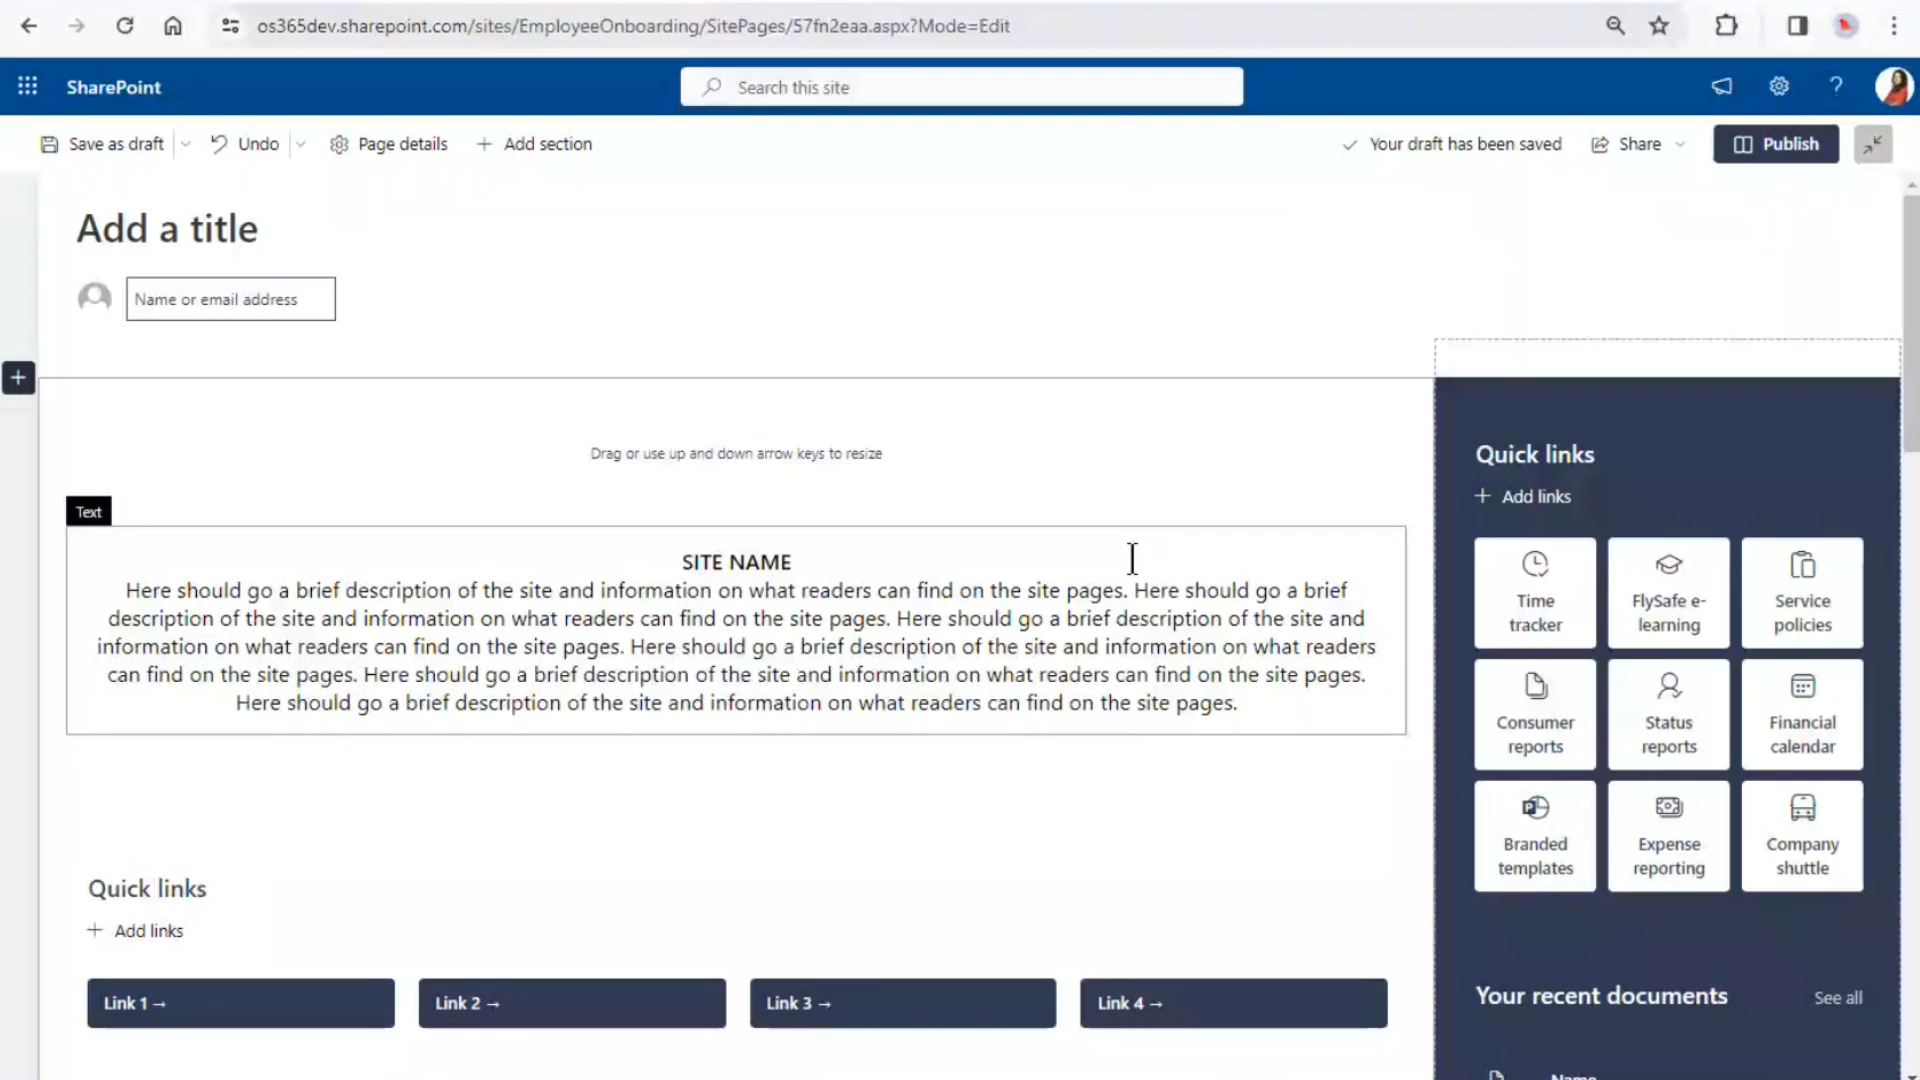 os365dev.sharepoint.com/sites/EmployeeOnboarding/SitePages/57fn2eaa.aspx?Mode=Edit
SharePoint
Search this site
?
Save as draft
Undo
Page details
Add section
Your draft has been saved
Share
Publish
Add a title
Name or email address
Drag or use up and down arrow keys to resize
Text
SITE NAME
Here should go a brief description of the site and information on what readers can find on the site pages. Here should go a brief
description of the site and information on what readers can find on the site pages. Here should go a brief description of the site and
information on what readers can find on the site pages. Here should go a brief description of the site and information on what readers
can find on the site pages. Here should go a brief description of the site and information on what readers can find on the site pages.
Here should go a brief description of the site and information on what readers can find on the site pages.
Quick links
+ Add links
Link 1 →
Link 2 →
Link 3 →
Link 4 →
Quick links
+ Add links
Time
tracker
FlySafe e-
learning
Service
policies
Consumer
reports
Status
reports
Financial
calendar
Branded
templates
Expense
reporting
Company
shuttle
Your recent documents
See all
Name